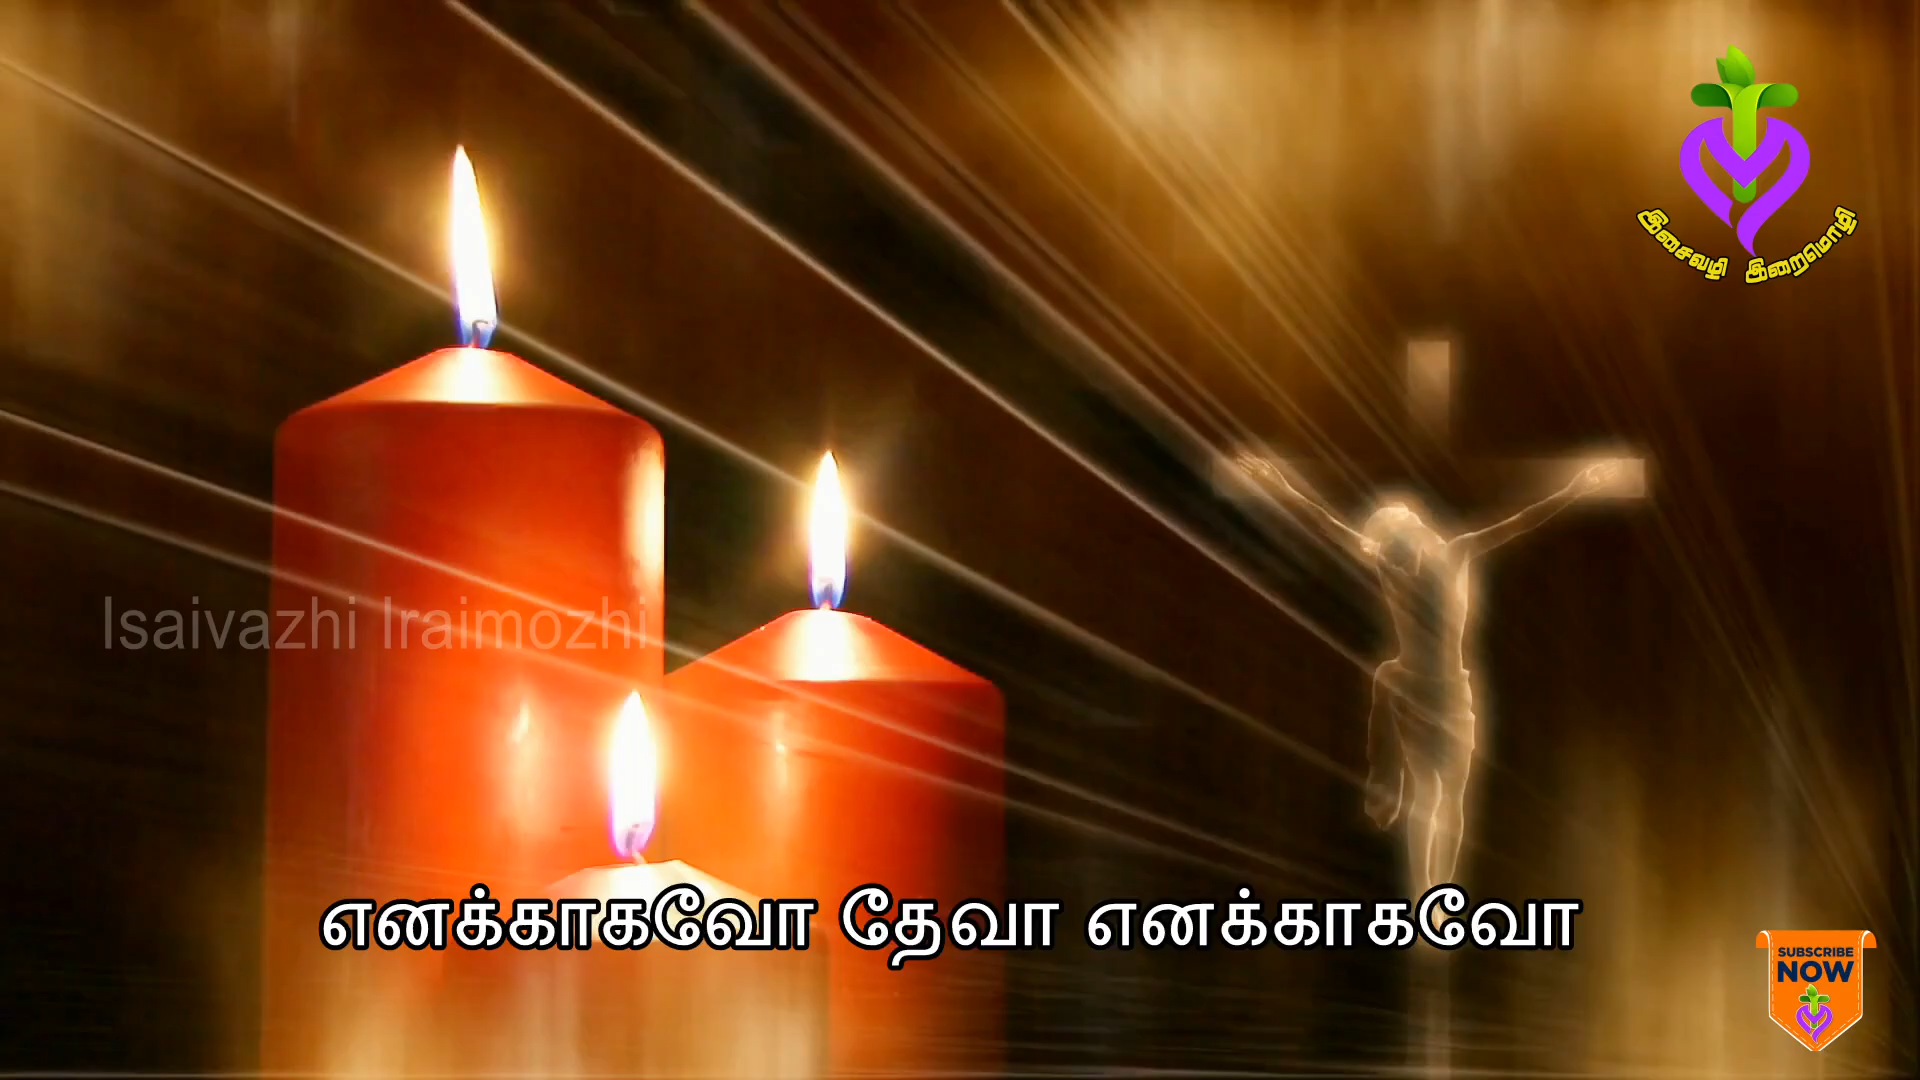 இசைவழி இறைமொழி
Isaivazhi Iraimozhi
எனக்காகவோ தேவா எனக்காகவோ
SUBSCRIBE
NOW